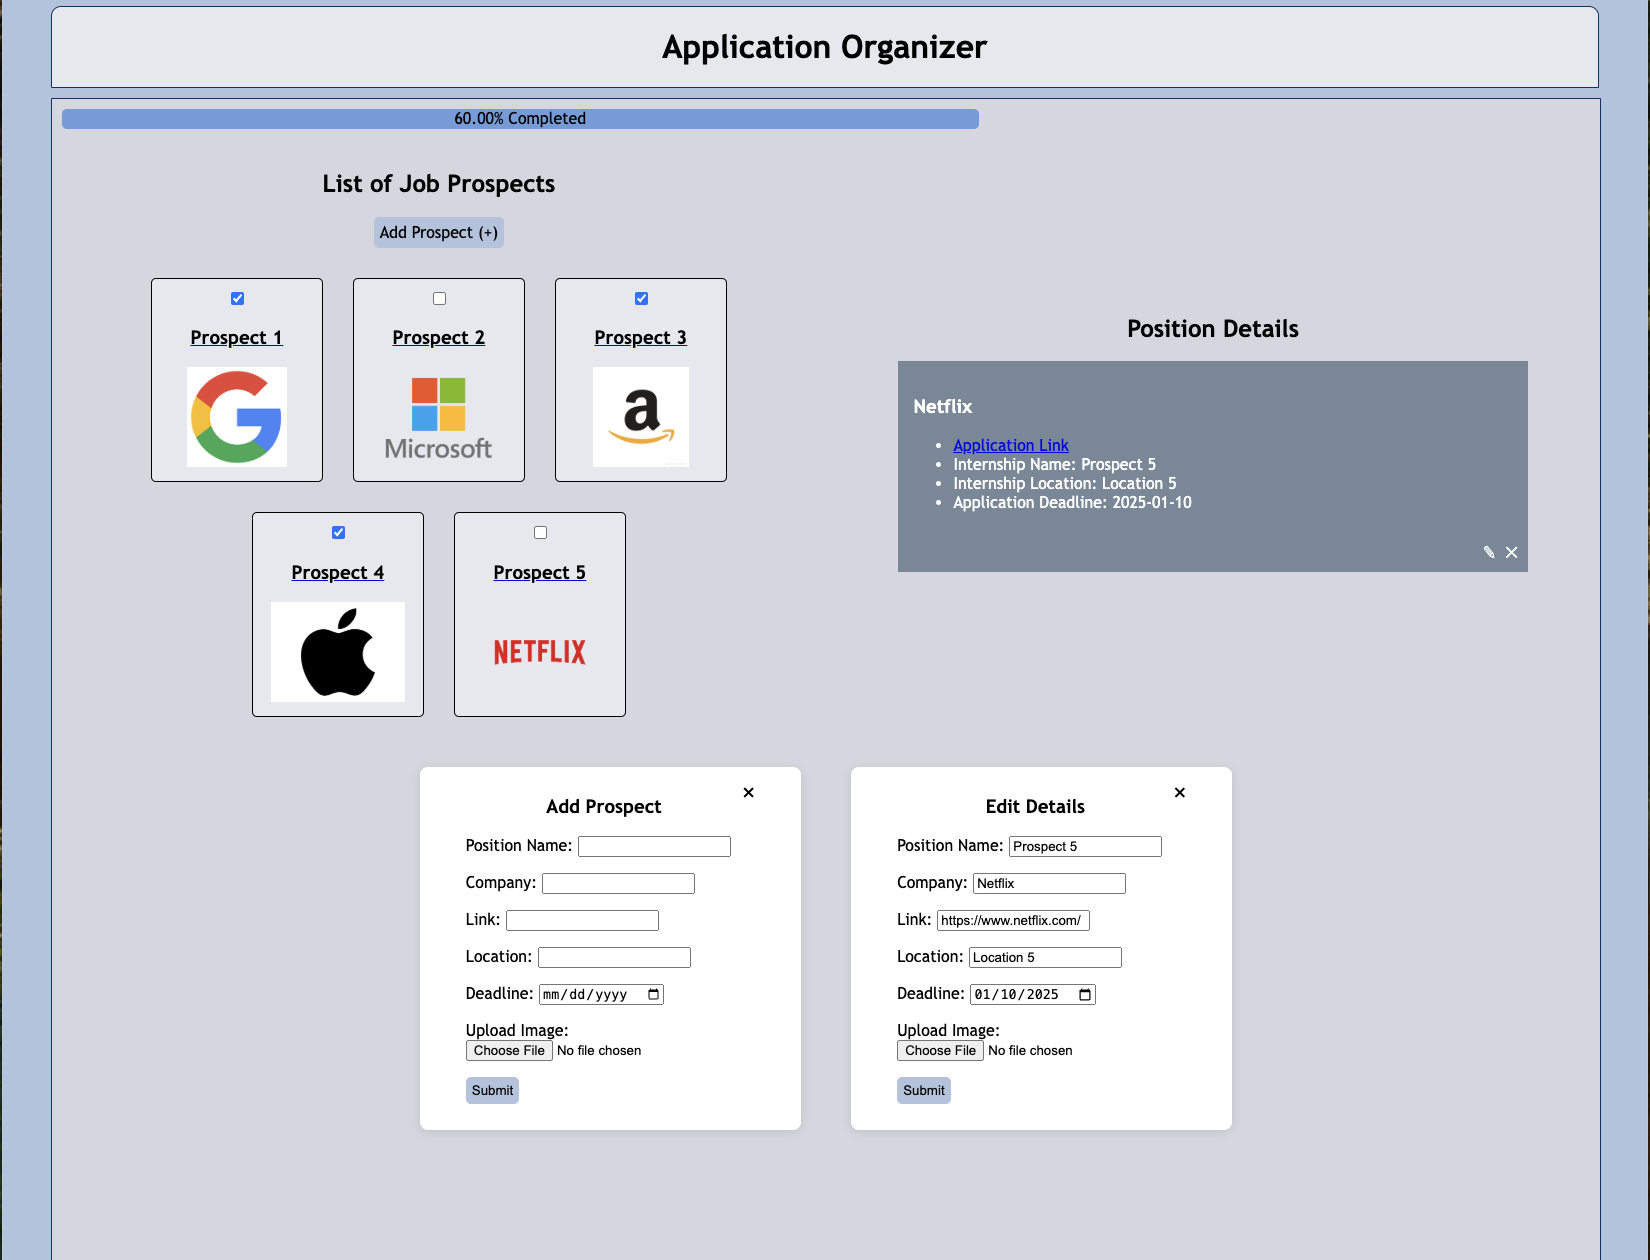 Application Organizer
60.00% Completed
List of Job Prospects
Add Prospect (+)
Prospect 1
Prospect 2
Microsoft
Prospect 3
a
Prospect 4
Prospect 5
NETFLIX
Position Details
Netflix
Application Link
Internship Name: Prospect 5
Internship Location: Location 5
Application Deadline: 2025-01-10
Add Prospect
Position Name:
Company:
Link:
Location:
Deadline: mm/dd/yyyy
Upload Image:
Choose File No file chosen
Submit
Edit Details
Position Name: Prospect 5
Company: Netflix
Link: https://www.netflix.com/
Location: Location 5
Deadline: 01/10/2025
Upload Image:
Choose File No file chosen
Submit